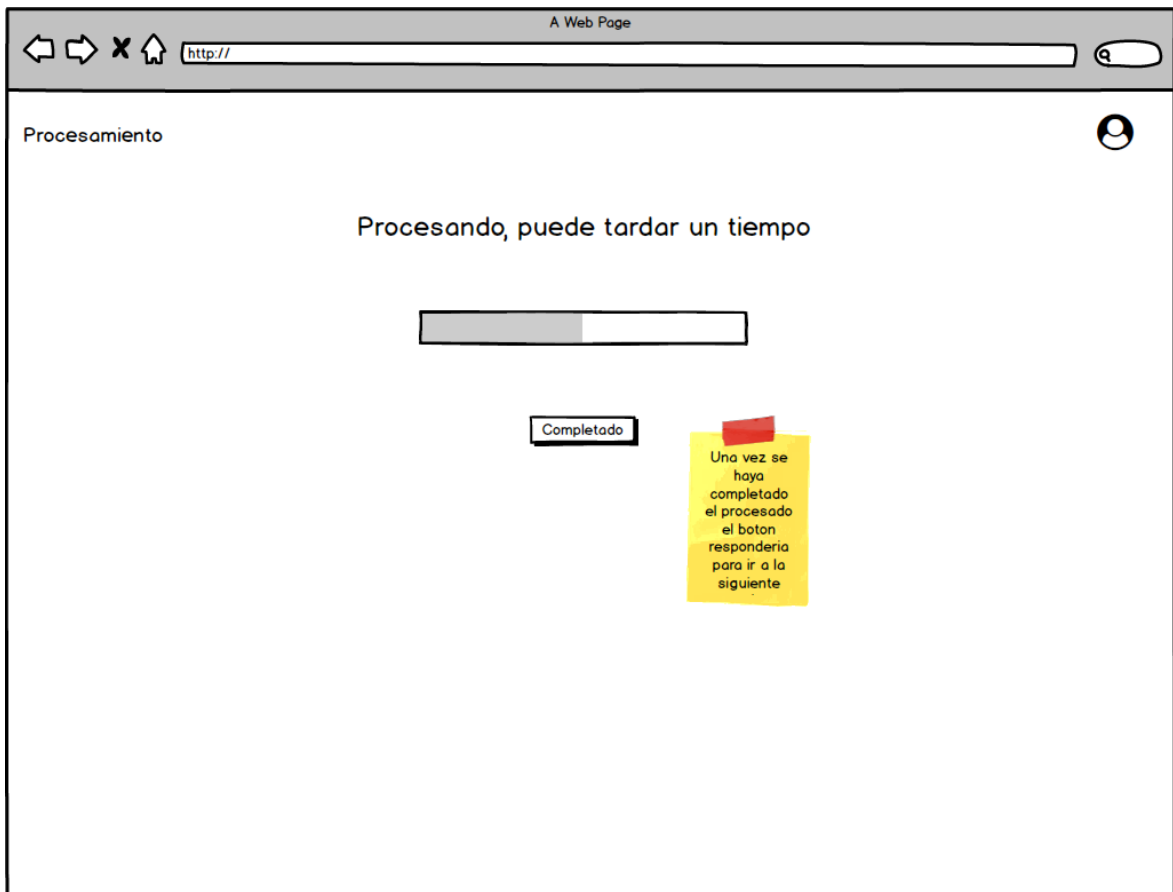 A Web Page
http://
Procesamiento
Procesando, puede tardar un tiempo
Completado
Una vez se
haya
completado
el procesado
el boton
responderia
para ir a la
siguiente